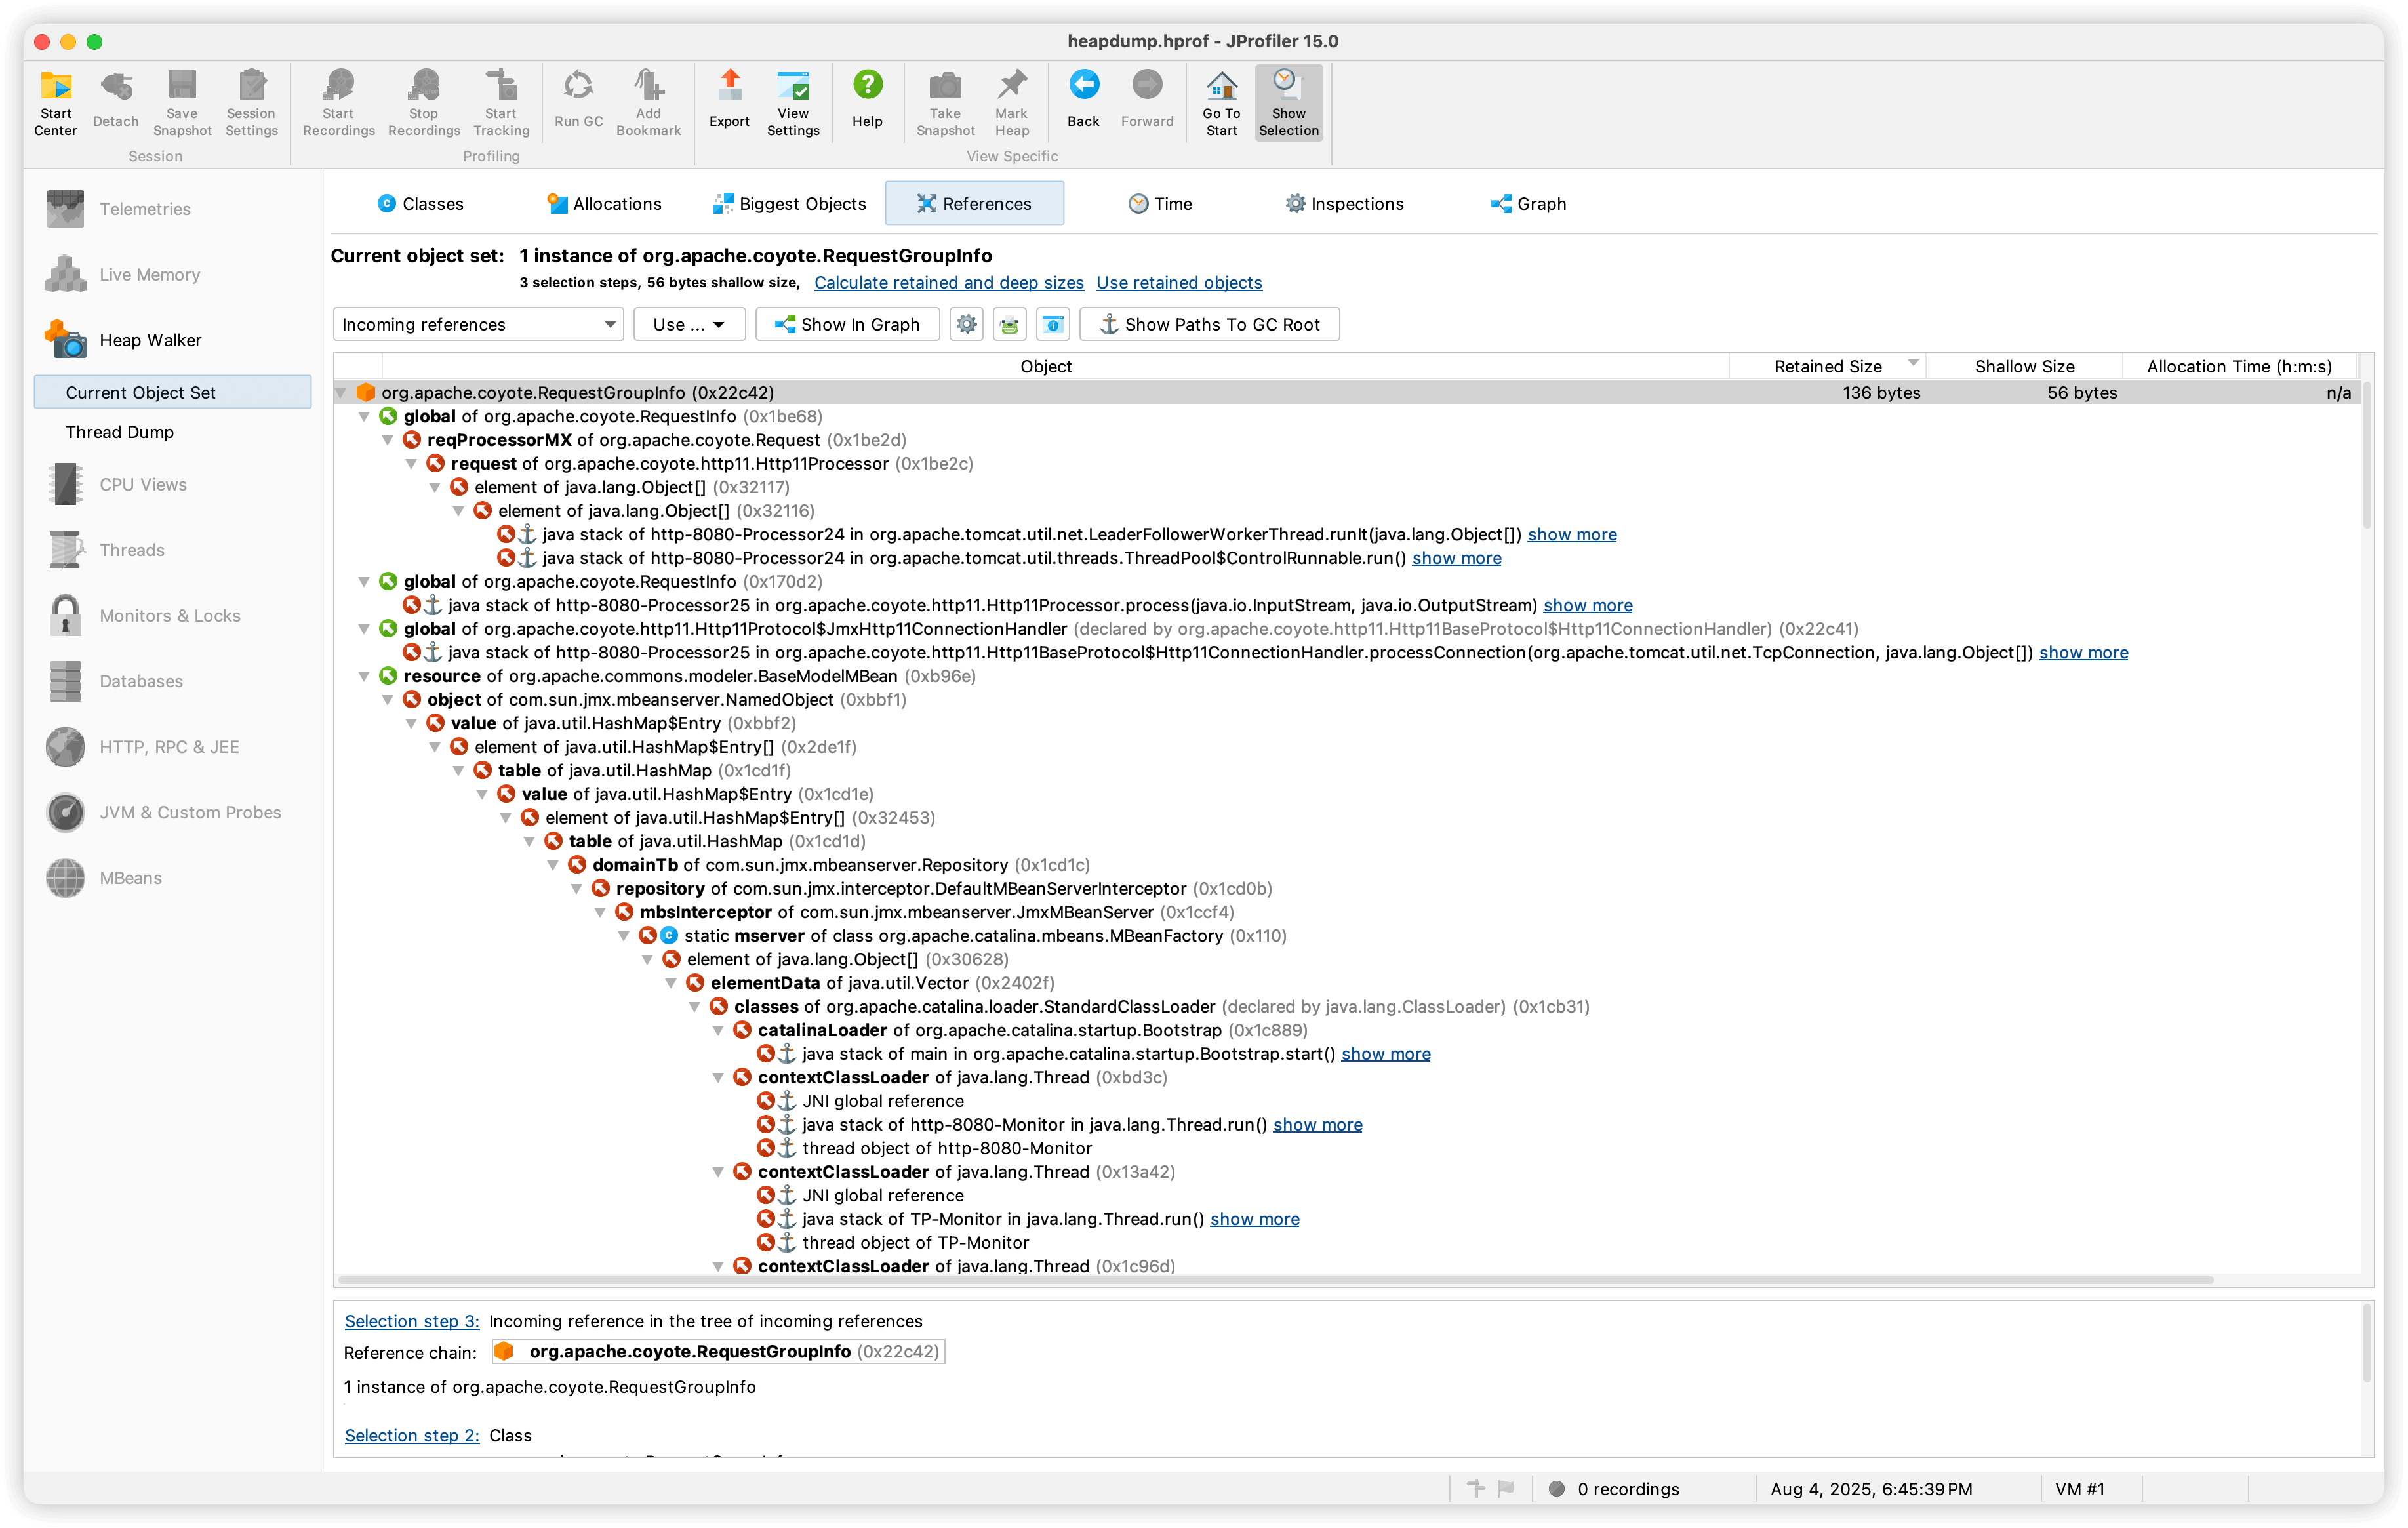 heapdump.hprof - JProfiler 15.0
Start Center
Detach
Save Snapshot
Session Settings
Start Recordings
Stop Recordings
Start Tracking
Run GC
Add Bookmark
Export
View Settings
Help
Take Snapshot
Mark Heap
Back
Forward
Go To Start
Show Selection
Session
Profiling
View Specific
Telemetries
Live Memory
Heap Walker
Current Object Set
Thread Dump
CPU Views
Threads
Monitors & Locks
Databases
HTTP, RPC & JEE
JVM & Custom Probes
MBeans
Classes Allocations Biggest Objects References Time Inspections Graph
Current object set: 1 instance of org.apache.coyote.RequestGroupInfo
3 selection steps, 56 bytes shallow size, Calculate retained and deep sizes Use retained objects
Incoming references Use ... Show In Graph Show Paths To GC Root
Object Retained Size Shallow Size Allocation Time (h:m:s)
org.apache.coyote.RequestGroupInfo (0x22c42) 136 bytes 56 bytes n/a
global of org.apache.coyote.RequestInfo (0x1be68)
reqProcessorMX of org.apache.coyote.Request (0x1be2d)
request of org.apache.coyote.http11.Http11Processor (0x1be2c)
element of java.lang.Object[] (0x32117)
element of java.lang.Object[] (0x32116)
java stack of http-8080-Processor24 in org.apache.tomcat.util.net.LeaderFollowerWorkerThread.runIt(java.lang.Object[]) show more
java stack of http-8080-Processor24 in org.apache.tomcat.util.threads.ThreadPool$ControlRunnable.run() show more
global of org.apache.coyote.RequestInfo (0x170d2)
java stack of http-8080-Processor25 in org.apache.coyote.http11.Http11Processor.process(java.io.InputStream, java.io.OutputStream) show more
global of org.apache.coyote.http11.Http11Protocol$JmxHttp11ConnectionHandler (declared by org.apache.coyote.http11.Http11BaseProtocol$Http11ConnectionHandler) (0x22c41)
java stack of http-8080-Processor25 in org.apache.coyote.http11.Http11BaseProtocol$Http11ConnectionHandler.processConnection(org.apache.tomcat.util.net.TcpConnection, java.lang.Object[]) show more
resource of org.apache.commons.modeler.BaseModelMBean (0xb96e)
object of com.sun.jmx.mbeanserver.NamedObject (0xbbf1)
value of java.util.HashMap$Entry (0xbbf2)
element of java.util.HashMap$Entry[] (0x2de1f)
table of java.util.HashMap (0x1cd1f)
value of java.util.HashMap$Entry (0x1cd1e)
element of java.util.HashMap$Entry[] (0x32453)
table of java.util.HashMap (0x1cd1d)
domainTb of com.sun.jmx.mbeanserver.Repository (0x1cd1c)
repository of com.sun.jmx.interceptor.DefaultMBeanServerInterceptor (0x1cd0b)
mbsInterceptor of com.sun.jmx.mbeanserver.JmxMBeanServer (0x1ccf4)
static mserver of class org.apache.catalina.mbeans.MBeanFactory (0x110)
element of java.lang.Object[] (0x30628)
elementData of java.util.Vector (0x2402f)
classes of org.apache.catalina.loader.StandardClassLoader (declared by java.lang.ClassLoader) (0x1cb31)
catalinaLoader of org.apache.catalina.startup.Bootstrap (0x1c889)
java stack of main in org.apache.catalina.startup.Bootstrap.start() show more
contextClassLoader of java.lang.Thread (0xbd3c)
JNI global reference
java stack of http-8080-Monitor in java.lang.Thread.run() show more
thread object of http-8080-Monitor
contextClassLoader of java.lang.Thread (0x13a42)
JNI global reference
java stack of TP-Monitor in java.lang.Thread.run() show more
thread object of TP-Monitor
contextClassLoader of java.lang.Thread (0x1c96d)
Selection step 3: Incoming reference in the tree of incoming references
Reference chain: org.apache.coyote.RequestGroupInfo (0x22c42)
1 instance of org.apache.coyote.RequestGroupInfo
Selection step 2: Class
0 recordings Aug 4, 2025, 6:45:39 PM VM #1